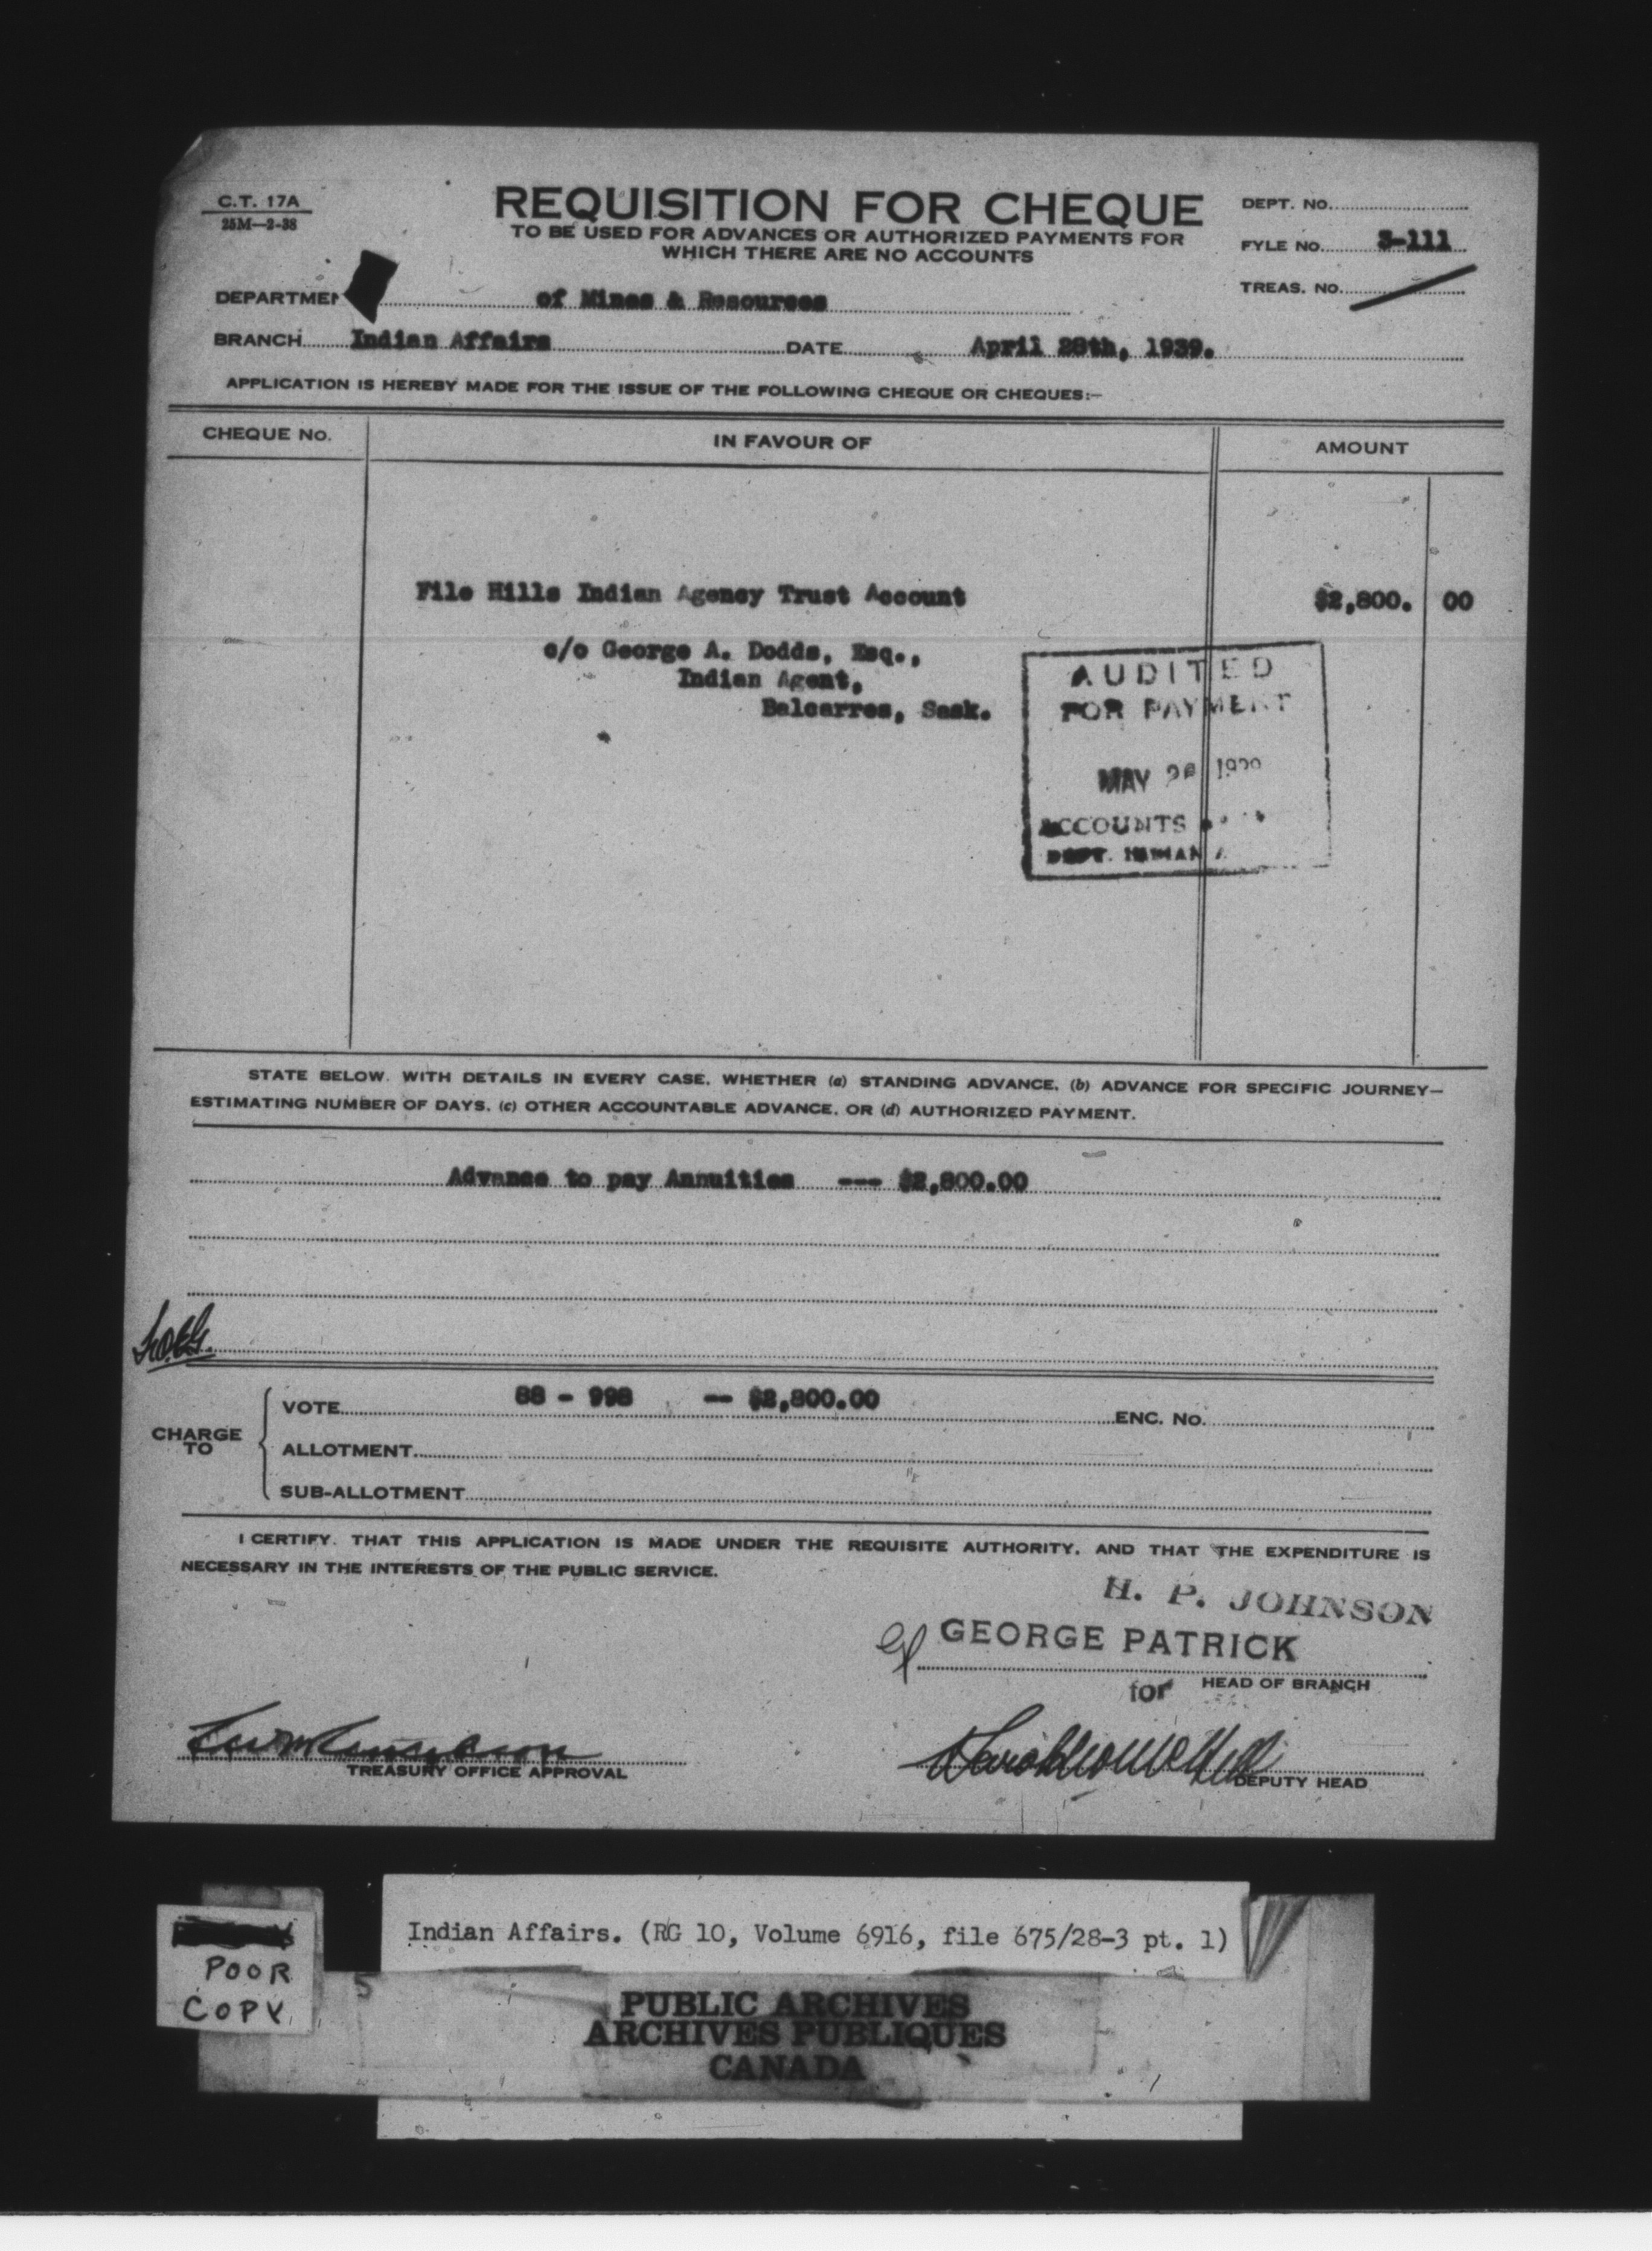 C.T. 17A
25M—2-38
REQUISITION FOR CHEQUE
TO BE USED FOR ADVANCES OR AUTHORIZED PAYMENTS FOR
WHICH THERE ARE NO ACCOUNTS
DEPT. NO.
FYLE NO. S-111
TREAS. NO.
DEPARTMEN of Mines & Resources
BRANCH Indian Affairs DATE April 28th, 1939.
APPLICATION IS HEREBY MADE FOR THE ISSUE OF THE FOLLOWING CHEQUE OR CHEQUES:—
CHEQUE NO. IN FAVOUR OF AMOUNT
File Hills Indian Agency Trust Account $2,800. 00
c/o George A. Dodds, Esq.,
Indian Agent,
Balcarres, Sask.
AUDITED
FOR PAYMENT
MAY
ACCOUNTS
DEPT. INDIAN
STATE BELOW, WITH DETAILS IN EVERY CASE, WHETHER (a) STANDING ADVANCE, (b) ADVANCE FOR SPECIFIC JOURNEY—
ESTIMATING NUMBER OF DAYS, (c) OTHER ACCOUNTABLE ADVANCE, OR (d) AUTHORIZED PAYMENT.
Advance to pay Annuities --- $2,800.00
CHARGE
TO
VOTE 88 - 998 -- $2,800.00 ENC. NO.
ALLOTMENT
SUB-ALLOTMENT
I CERTIFY, THAT THIS APPLICATION IS MADE UNDER THE REQUISITE AUTHORITY, AND THAT THE EXPENDITURE IS
NECESSARY IN THE INTERESTS OF THE PUBLIC SERVICE.
H. P. JOHNSON
GEORGE PATRICK
for HEAD OF BRANCH
TREASURY OFFICE APPROVAL
DEPUTY HEAD
Indian Affairs. (RG 10, Volume 6916, file 675/28-3 pt. 1)
POOR
COPY
5
PUBLIC ARCHIVES
ARCHIVES PUBLIQUES
CANADA